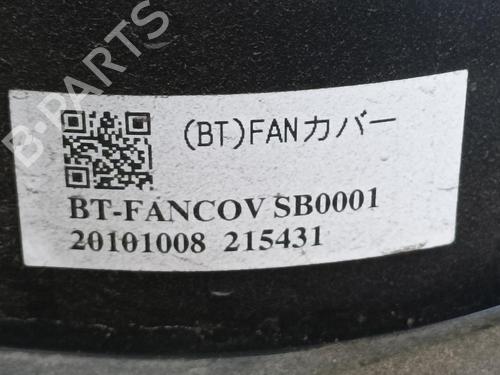 B-PARTS
(BT)FANカバー
BT-FANCOV SB0001
20101008 215431